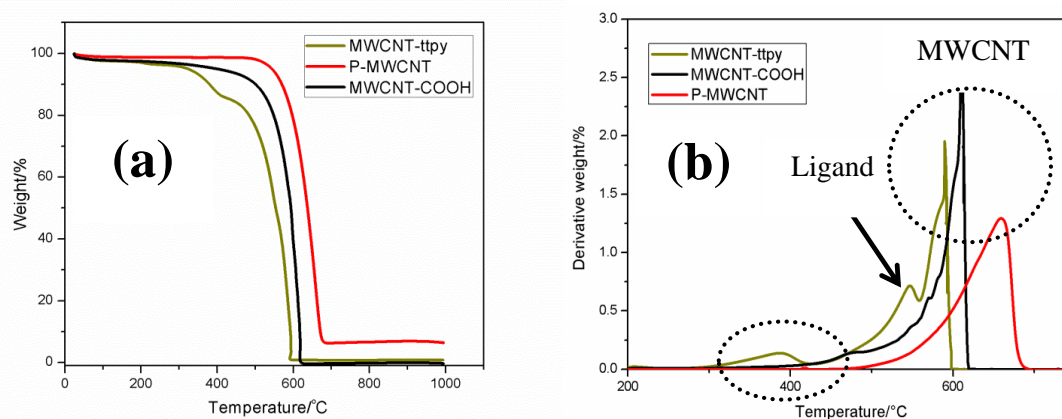 MWCNT-ttpy
P-MWCNT
MWCNT-COOH
(a)
Weight/%
100
80
60
40
20
0
0
200
400
600
800
1000
Temperature/°C
MWCNT-ttpy
MWCNT-COOH
P-MWCNT
MWCNT
Ligand
(b)
Derivative weight/%
3.0
2.5
2.0
1.5
1.0
0.5
0.0
200
400
600
Temperature/°C